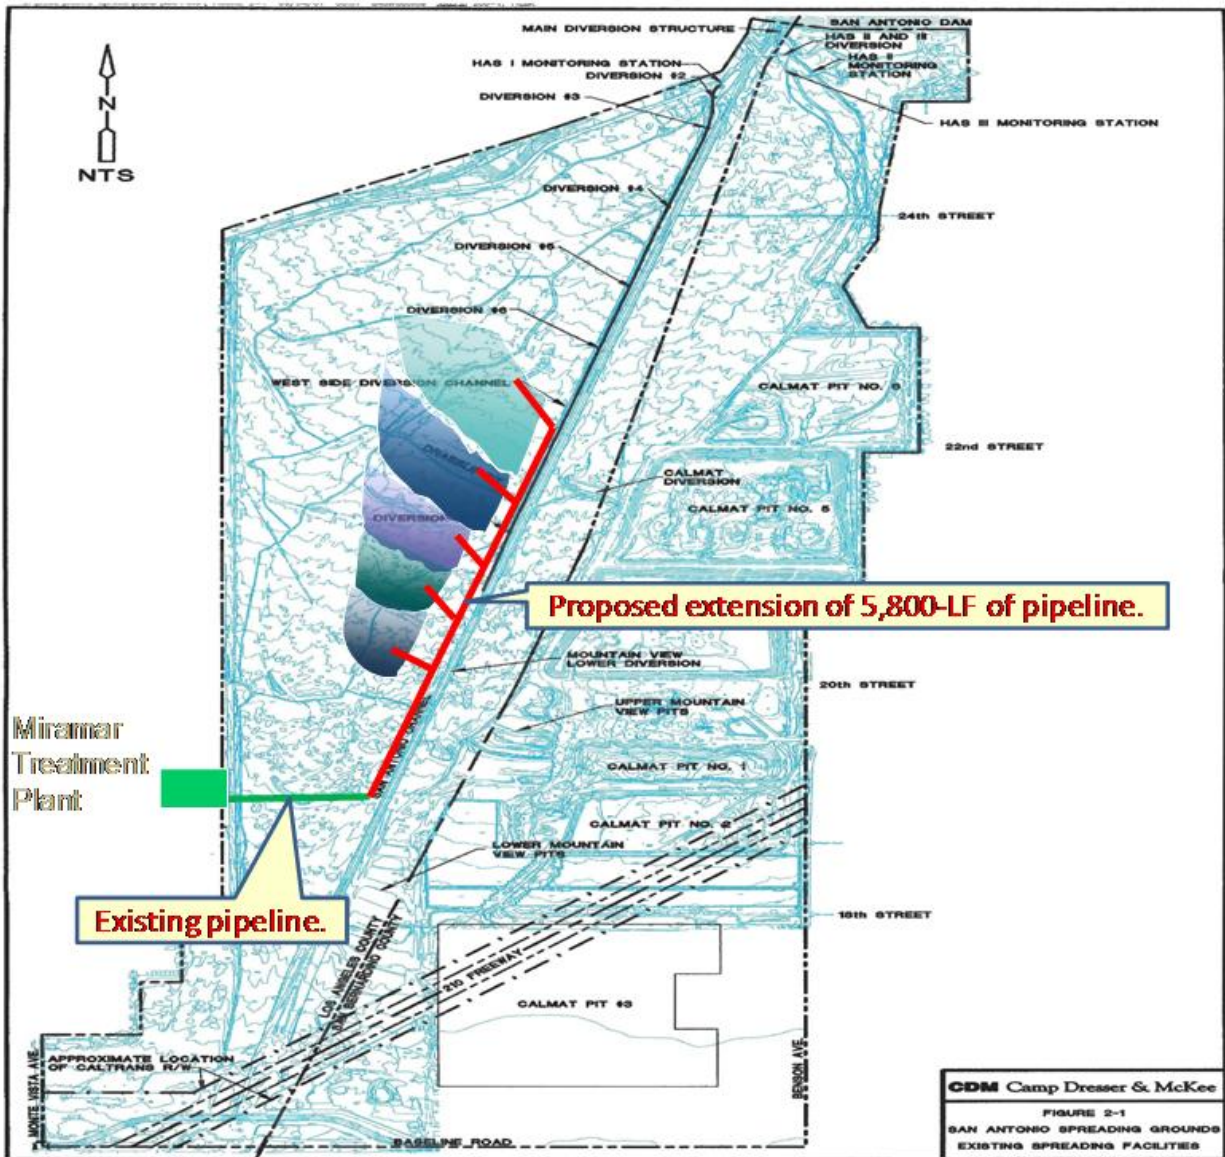 SAN ANTONIO DAM
MAIN DIVERSION STRUCTURE
HAS II AND III
DIVERSION
HAS II
MONITORING
STATION
HAS I MONITORING STATION
DIVERSION #2
DIVERSION #3
HAS III MONITORING STATION
N
NTS
DIVERSION #4
24th STREET
DIVERSION #5
DIVERSION #6
WEST SIDE DIVERSION CHANNEL
CALMAT PIT NO. 6
22nd STREET
CALMAT
DIVERSION
CALMAT PIT NO. 5
DIVERSION
Proposed extension of 5,800-LF of pipeline.
MOUNTAIN VIEW
LOWER DIVERSION
20th STREET
UPPER MOUNTAIN
VIEW PITS
SAN ANTONIO CHANNEL
Miramar
Treatment
Plant
CALMAT PIT NO. 1
CALMAT PIT NO. 2
LOWER MOUNTAIN
VIEW PITS
Existing pipeline.
18th STREET
LOS ANGELES COUNTY
SAN BERNARDINO COUNTY
210 FREEWAY
CALMAT PIT #3
APPROXIMATE LOCATION
OF CALTRANS R/W
MONTE VISTA AVE.
BENSON AVE.
BASELINE ROAD
CDM Camp Dresser & McKee
FIGURE 2-1
SAN ANTONIO SPREADING GROUNDS
EXISTING SPREADING FACILITIES